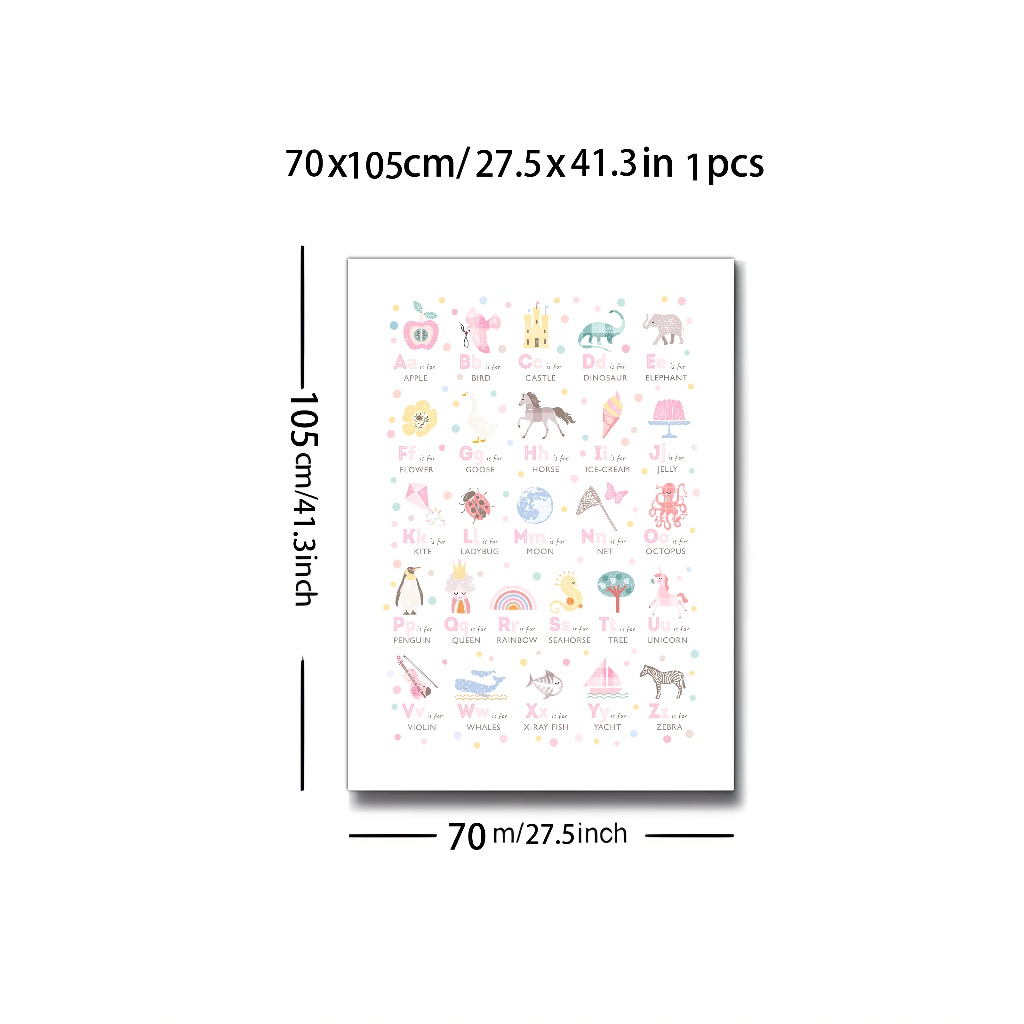 70x105cm/27.5x41.3in 1pcs
105cm/41.3inch
Aa is for Bb is for Cc is for Dd is for Ee is for
APPLE BIRD CASTLE DINOSAUR ELEPHANT
Ff is for Gg is for Hh is for Ii is for Jj is for
FLOWER GOOSE HORSE ICE-CREAM JELLY
Kk is for Ll is for Mm is for Nn is for Oo is for
KITE LADYBUG MOON NET OCTOPUS
Pp is for Qq is for Rr is for Ss is for Tt is for Uu is for
PENGUIN QUEEN RAINBOW SEAHORSE TREE UNICORN
Vv is for Ww is for Xx is for Yy is for Zz is for
VIOLIN WHALES X-RAY FISH YACHT ZEBRA
70 m/27.5inch